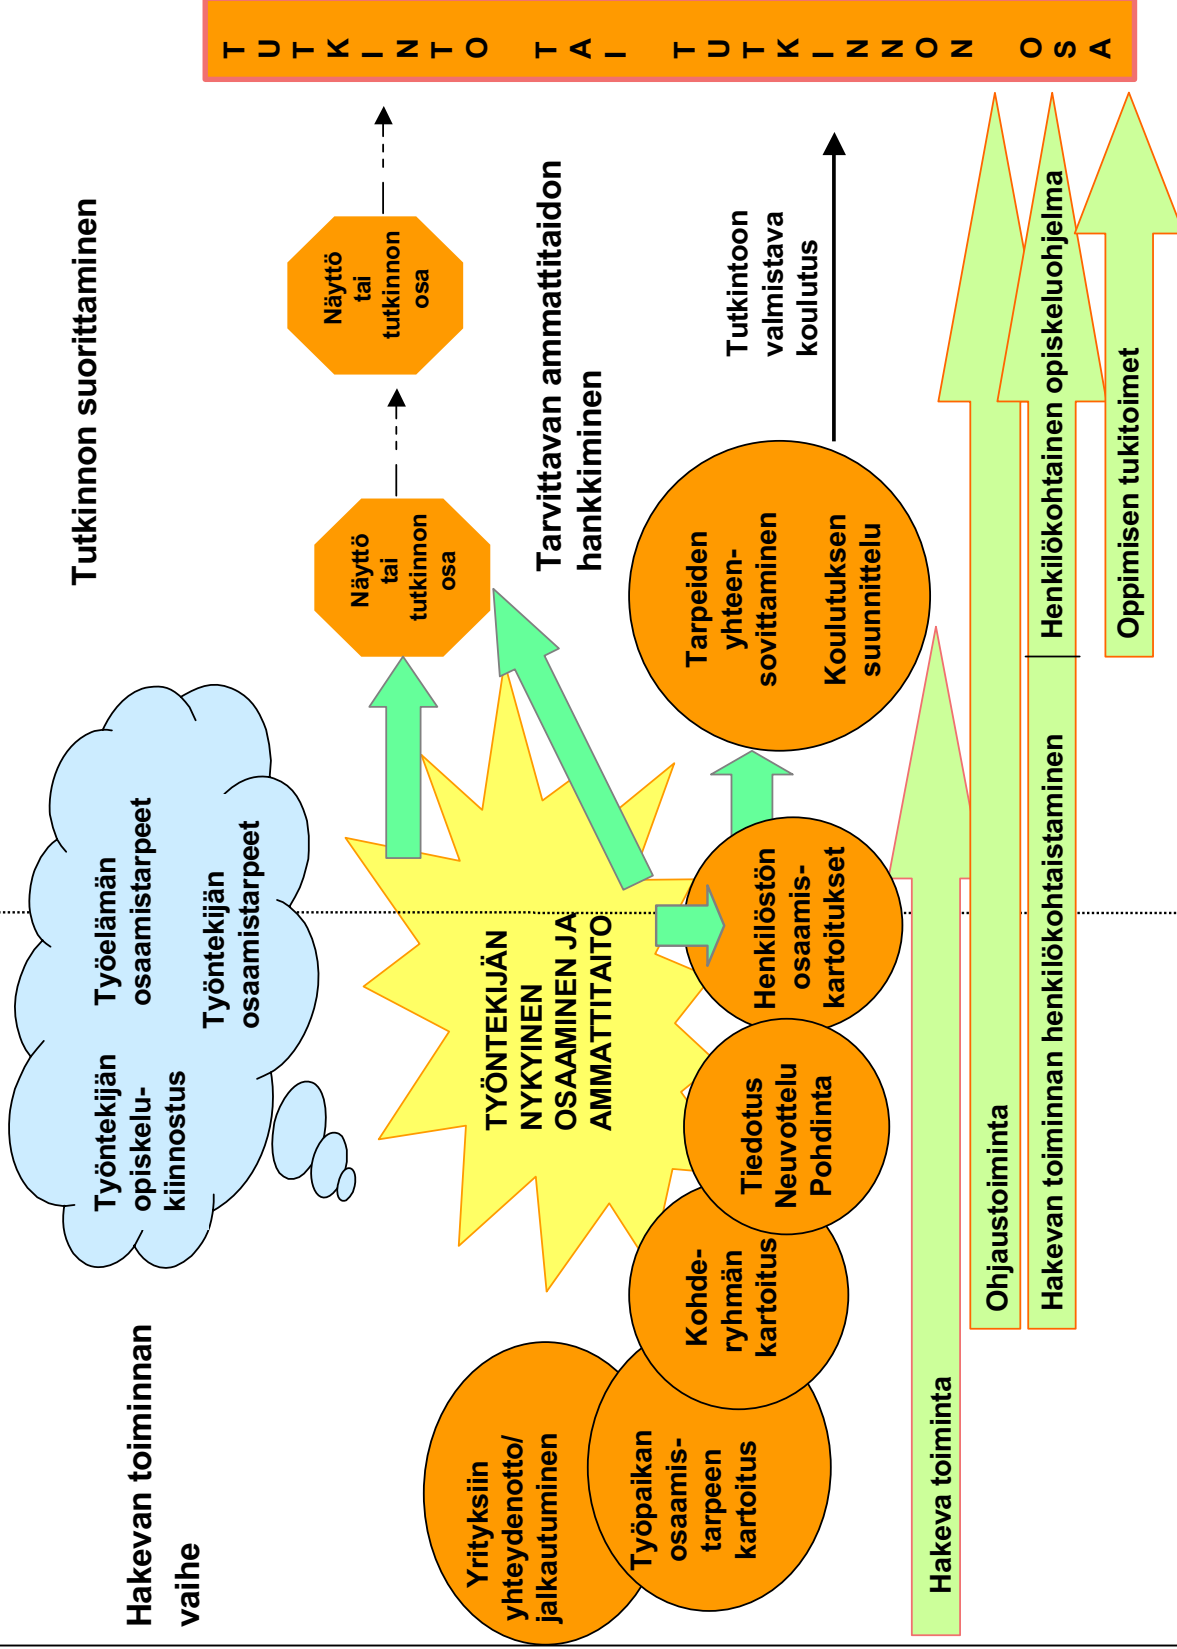 Hakevan toiminnan
vaihe
Tutkinnon suorittaminen
Työntekijän
opiskelu-
kiinnostus
Työelämän
osaamistarpeet
Työntekijän
osaamistarpeet
TYÖNTEKIJÄN
NYKYINEN
OSAAMINEN JA
AMMATTITAITO
Näyttö
tai
tutkinnon
osa
Näyttö
tai
tutkinnon
osa
Tarvittavan ammattitaidon
hankkiminen
Yrityksiin
yhteydenotto/
jalkautuminen
Työpaikan
osaamis-
tarpeen
kartoitus
Kohde-
ryhmän
kartoitus
Tiedotus
Neuvottelu
Pohdinta
Henkilöstön
osaamis-
kartoitukset
Tarpeiden
yhteen-
sovittaminen
Koulutuksen
suunnittelu
Tutkintoon
valmistava
koulutus
Hakeva toiminta
Ohjaustoiminta
Hakevan toiminnan henkilökohtaistaminen
Henkilökohtainen opiskeluohjelma
Oppimisen tukitoimet
TUTKINTO TAI TUTKINNON OSA